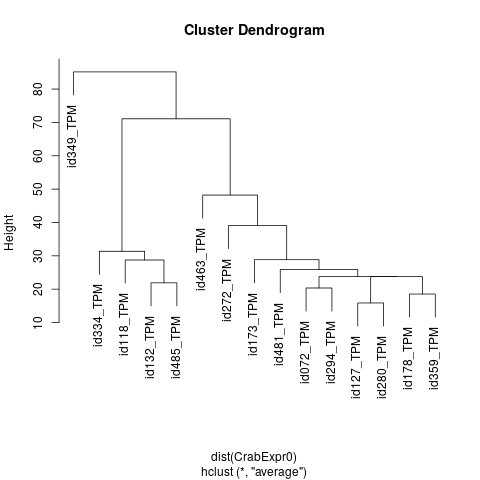 Cluster Dendrogram
Height
80
70
60
50
40
30
20
10
id349_TPM
id334_TPM
id118_TPM
id132_TPM
id485_TPM
id463_TPM
id272_TPM
id173_TPM
id481_TPM
id072_TPM
id294_TPM
id127_TPM
id280_TPM
id178_TPM
id359_TPM
dist(CrabExpr0)
hclust (*, "average")